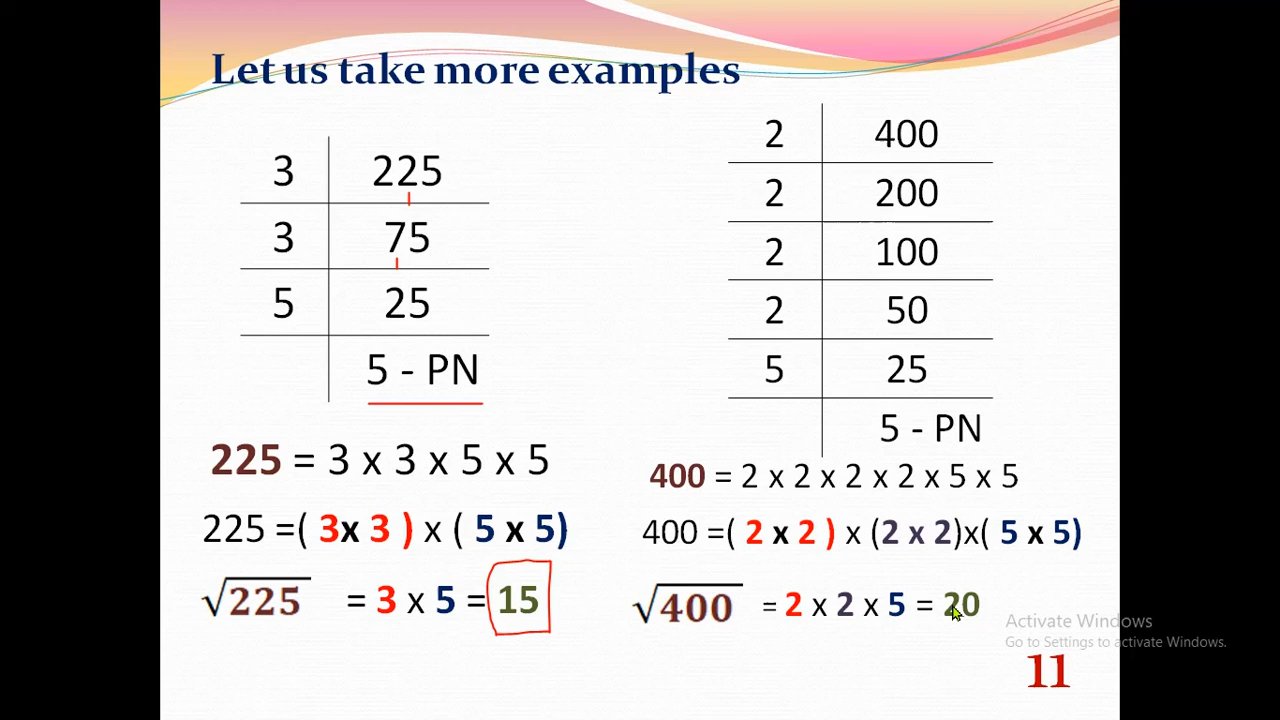 Let us take more examples
3 225
3 75
5 25
5 - PN
225 = 3 x 3 x 5 x 5
225 =( 3x 3 ) x ( 5 x 5)
√225 = 3 x 5 = 15
2 400
2 200
2 100
2 50
5 25
5 - PN
400 = 2 x 2 x 2 x 2 x 5 x 5
400 =( 2 x 2 ) x (2 x 2)x( 5 x 5)
√400 = 2 x 2 x 5 = 20
Activate Windows
Go to Settings to activate Windows.
11